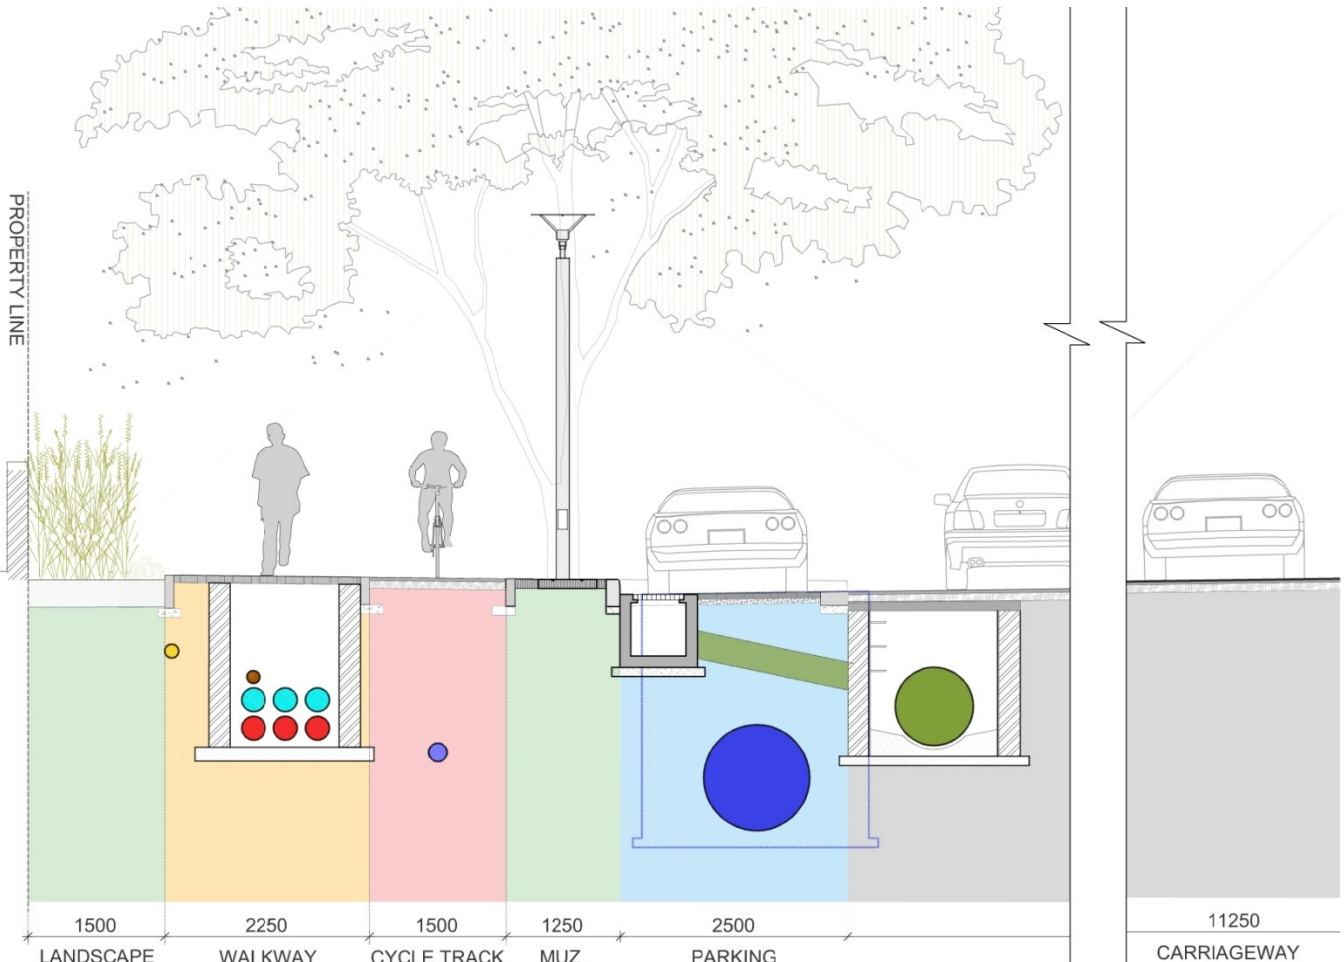 PROPERTY LINE
1500
2250
1500
1250
2500
11250
LANDSCAPE
WALKWAY
CYCLE TRACK
MUZ
PARKING
CARRIAGEWAY